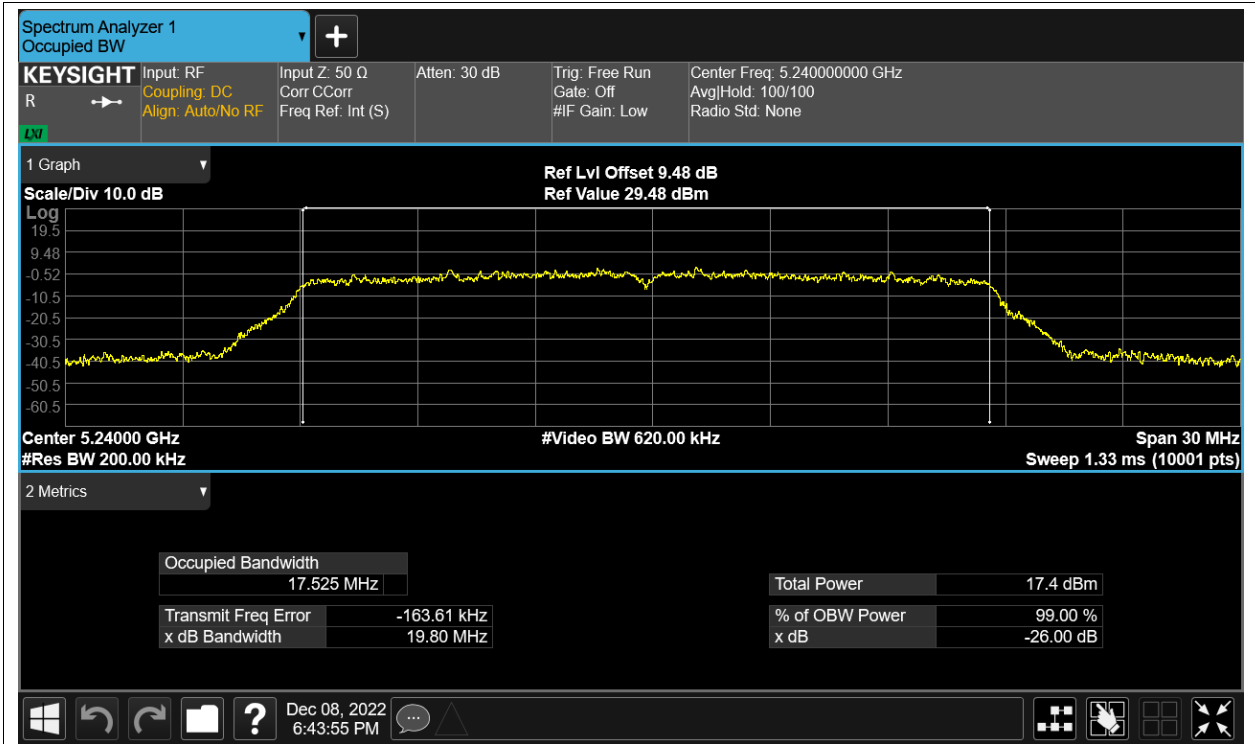 Spectrum Analyzer 1
Occupied BW
KEYSIGHT
R
LXI
Input: RF
Coupling: DC
Align: Auto/No RF
Input Z: 50 Ω
Corr CCorr
Freq Ref: Int (S)
Atten: 30 dB
Trig: Free Run
Gate: Off
#IF Gain: Low
Center Freq: 5.240000000 GHz
Avg|Hold: 100/100
Radio Std: None
1 Graph
Scale/Div 10.0 dB
Ref Lvl Offset 9.48 dB
Ref Value 29.48 dBm
Log
19.5
9.48
-0.52
-10.5
-20.5
-30.5
-40.5
-50.5
-60.5
Center 5.24000 GHz
#Video BW 620.00 kHz
Span 30 MHz
#Res BW 200.00 kHz
Sweep 1.33 ms (10001 pts)
2 Metrics
Occupied Bandwidth
17.525 MHz
Transmit Freq Error -163.61 kHz
x dB Bandwidth 19.80 MHz
Total Power 17.4 dBm
% of OBW Power 99.00 %
x dB -26.00 dB
?
Dec 08, 2022
6:43:55 PM